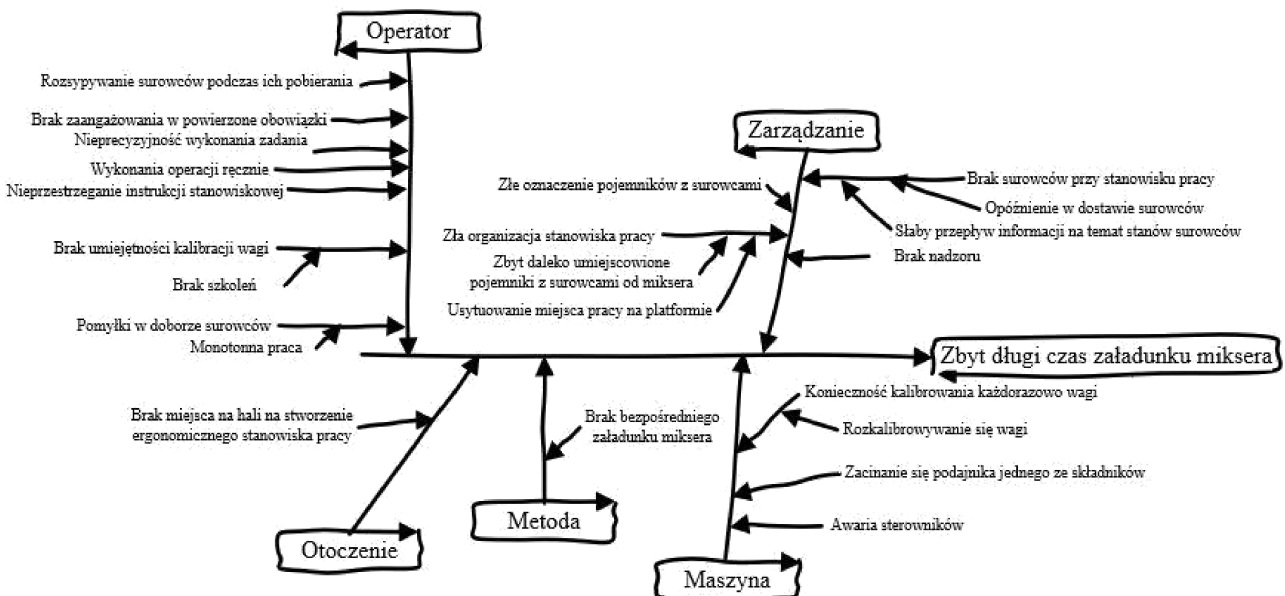 Operator
Rozsypywanie surowców podczas ich pobierania
Brak zaangażowania w powierzone obowiązki
Nieprecyzyjność wykonania zadania
Wykonania operacji ręcznie
Nieprzestrzeganie instrukcji stanowiskowej
Brak umiejętności kalibracji wagi
Brak szkoleń
Pomyłki w doborze surowców
Monotonna praca
Zarządzanie
Złe oznaczenie pojemników z surowcami
Zła organizacja stanowiska pracy
Zbyt daleko umiejscowione
pojemniki z surowcami od miksera
Usytuowanie miejsca pracy na platformie
Brak surowców przy stanowisku pracy
Opóźnienie w dostawie surowców
Słaby przepływ informacji na temat stanów surowców
Brak nadzoru
Zbyt długi czas załadunku miksera
Brak miejsca na hali na stworzenie
ergonomicznego stanowiska pracy
Otoczenie
Brak bezpośredniego
załadunku miksera
Metoda
Konieczność kalibrowania każdorazowo wagi
Rozkalibrowywanie się wagi
Zacinanie się podajnika jednego ze składników
Awaria sterowników
Maszyna